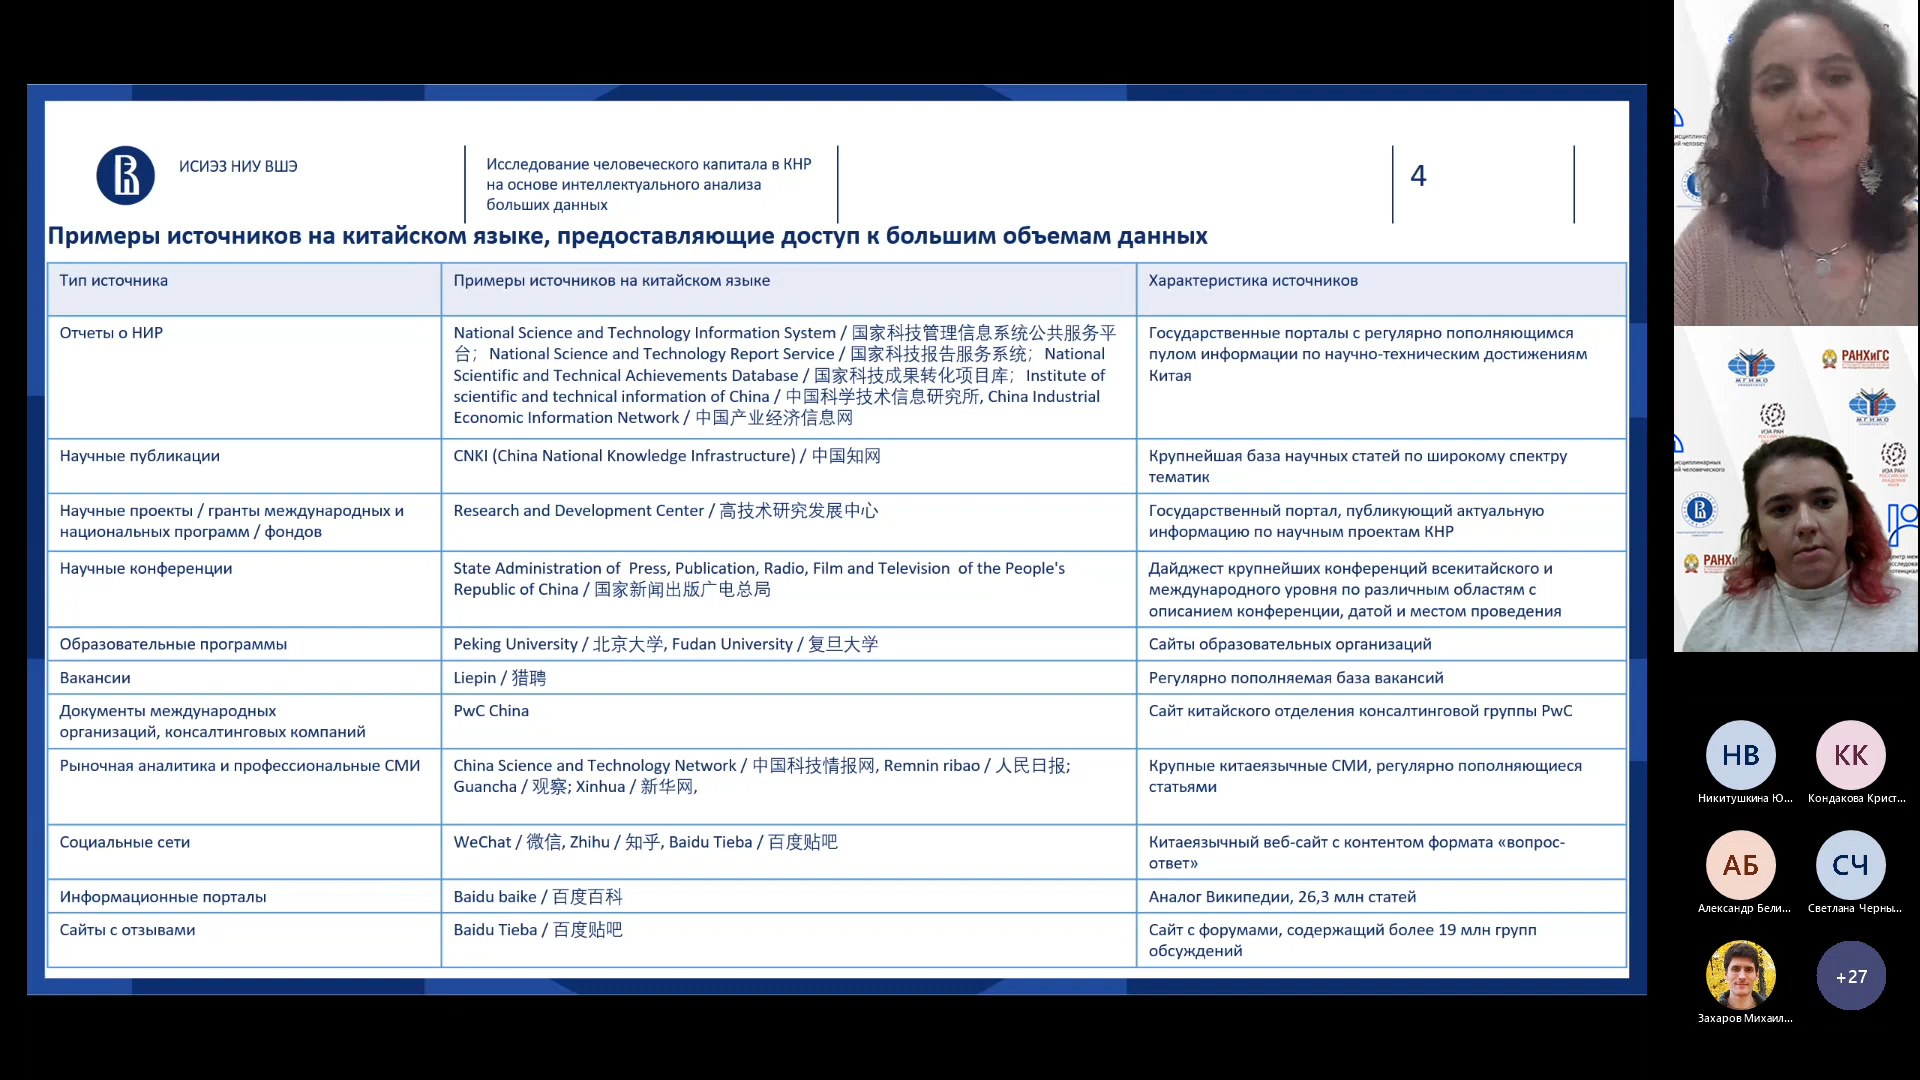 ИСИЭЗ НИУ ВШЭ
Исследование человеческого капитала в КНР
на основе интеллектуального анализа
больших данных
4
Примеры источников на китайском языке, предоставляющие доступ к большим объемам данных
Тип источника
Примеры источников на китайском языке
Характеристика источников
Отчеты о НИР
National Science and Technology Information System / 国家科技管理信息系统公共服务平
台； National Science and Technology Report Service / 国家科技报告服务系统； National
Scientific and Technical Achievements Database / 国家科技成果转化项目库； Institute of
scientific and technical information of China / 中国科学技术信息研究所, China Industrial
Economic Information Network / 中国产业经济信息网
Государственные порталы с регулярно пополняющимся
пулом информации по научно-техническим достижениям
Китая
Научные публикации
CNKI (China National Knowledge Infrastructure) / 中国知网
Крупнейшая база научных статей по широкому спектру
тематик
Научные проекты / гранты международных и
национальных программ / фондов
Research and Development Center / 高技术研究发展中心
Государственный портал, публикующий актуальную
информацию по научным проектам КНР
Научные конференции
State Administration of Press, Publication, Radio, Film and Television of the People's
Republic of China / 国家新闻出版广电总局
Дайджест крупнейших конференций всекитайского и
международного уровня по различным областям с
описанием конференции, датой и местом проведения
Образовательные программы
Peking University / 北京大学, Fudan University / 复旦大学
Сайты образовательных организаций
Вакансии
Liepin / 猎聘
Регулярно пополняемая база вакансий
Документы международных
организаций, консалтинговых компаний
PwC China
Сайт китайского отделения консалтинговой группы PwC
Рыночная аналитика и профессиональные СМИ
China Science and Technology Network / 中国科技情报网, Remnin ribao / 人民日报;
Guancha / 观察; Xinhua / 新华网,
Крупные китаеязычные СМИ, регулярно пополняющиеся
статьями
Социальные сети
WeChat / 微信, Zhihu / 知乎, Baidu Tieba / 百度贴吧
Китаеязычный веб-сайт с контентом формата «вопрос-
ответ»
Информационные порталы
Baidu baike / 百度百科
Аналог Википедии, 26,3 млн статей
Сайты с отзывами
Baidu Tieba / 百度贴吧
Сайт с форумами, содержащий более 19 млн групп
обсуждений
МГИМО
РАНХиГС
МГИМО
ИЭА РАН
ИЭА РАН
РАНХ
НВ
КК
Никитушкина Ю...
Кондакова Крист...
АБ
СЧ
Александр Бели...
Светлана Черны...
Захаров Михаил...
+27